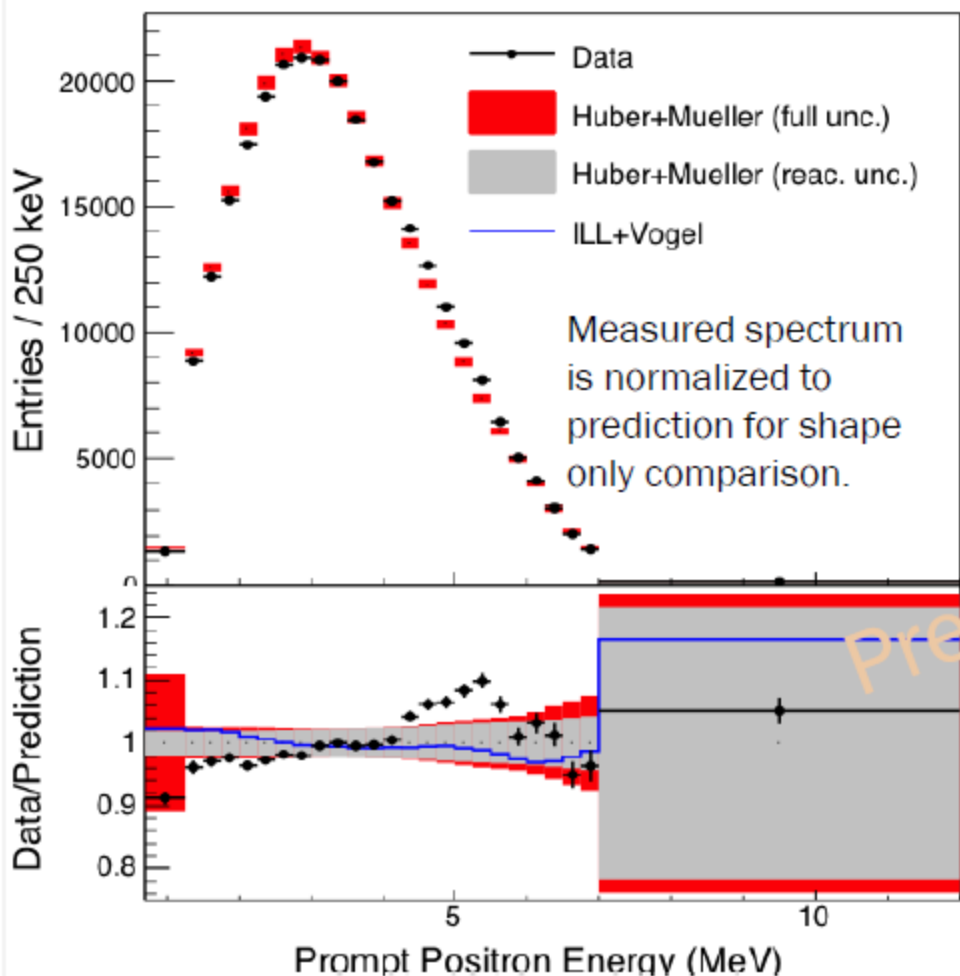 20000
15000
10000
5000
0
Entries / 250 keV
Data
Huber+Mueller (full unc.)
Huber+Mueller (reac. unc.)
ILL+Vogel
Measured spectrum
is normalized to
prediction for shape
only comparison.
1.2
1.1
1
0.9
0.8
Data/Prediction
Pre
5
10
Prompt Positron Energy (MeV)